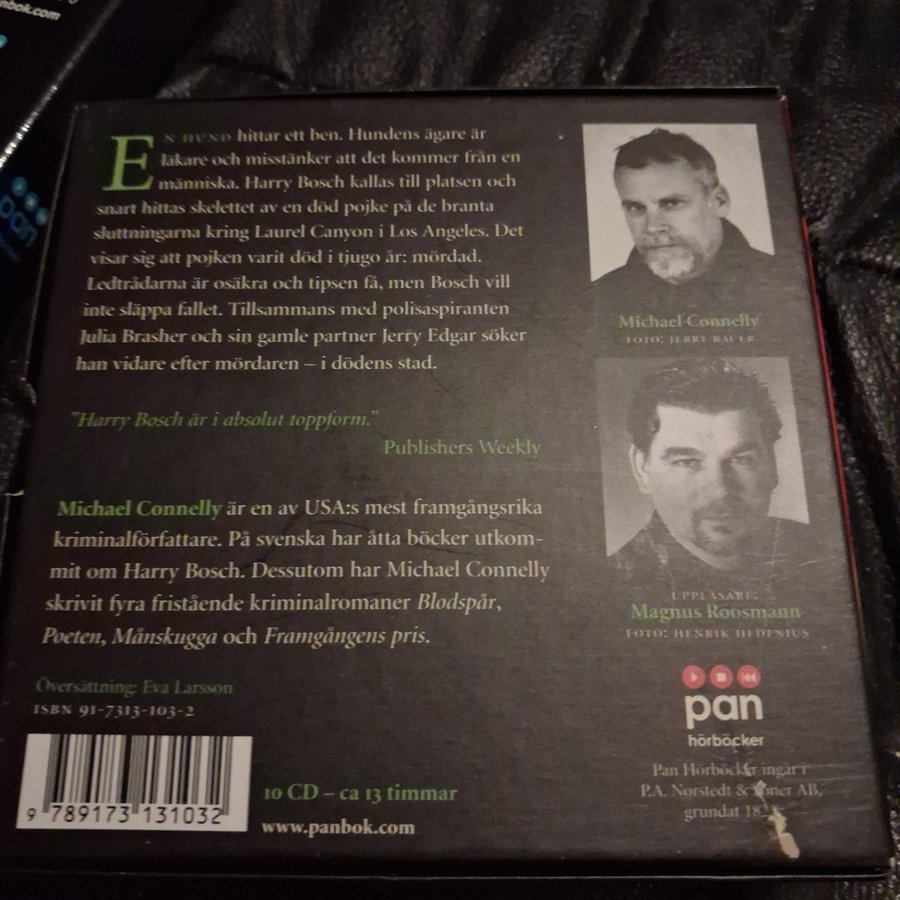 EN HUND hittar ett ben. Hundens ägare är
läkare och misstänker att det kommer från en
människa. Harry Bosch kallas till platsen och
snart hittas skelettet av en död pojke på de branta
sluttningarna kring Laurel Canyon i Los Angeles. Det
visar sig att pojken varit död i tjugo år: mördad.
Ledtrådarna är osäkra och tipsen få, men Bosch vill
inte släppa fallet. Tillsammans med polisaspiranten
Julia Brasher och sin gamle partner Jerry Edgar söker
han vidare efter mördaren – i dödens stad.
"Harry Bosch är i absolut toppform."
Publishers Weekly
Michael Connelly är en av USA:s mest framgångsrika
kriminalförfattare. På svenska har åtta böcker utkom-
mit om Harry Bosch. Dessutom har Michael Connelly
skrivit fyra fristående kriminalromaner Blodspår,
Poeten, Månskugga och Framgångens pris.
Översättning: Eva Larsson
ISBN 91-7313-103-2
9 789173 131032
10 CD – ca 13 timmar
www.panbok.com
Michael Connelly
FOTO: JERRY BAUER
UPPLÄSARE:
Magnus Roosmann
FOTO: HENRIK HEDENIUS
pan
hörböcker
Pan Hörböcker ingår i
P.A. Norstedt & Söner AB,
grundat
nbok.com
pan